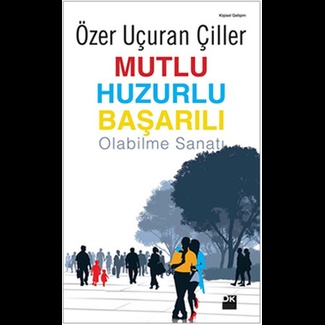 Kişisel Gelişim
Özer Uçuran Çiller
MUTLU
HUZURLU
BAŞARILI
Olabilme Sanatı
DK